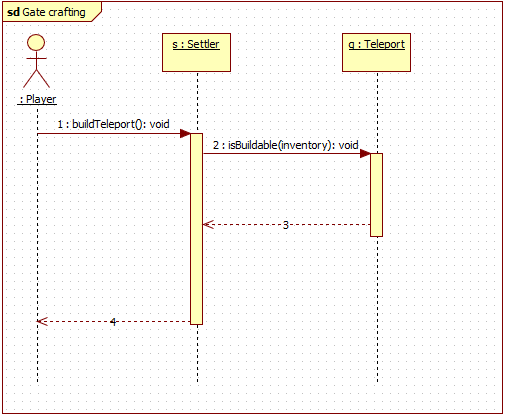 sd Gate crafting
s : Settler
g : Teleport
: Player
1 : buildTeleport(): void
2 : isBuildable(inventory): void
3
4